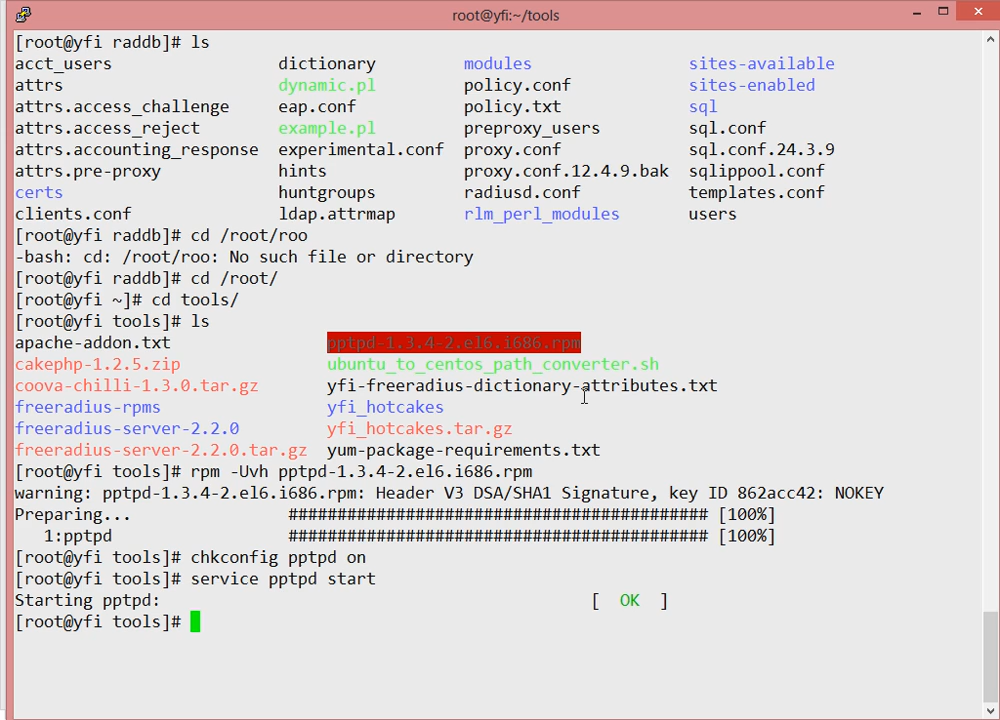 root@yfi:~/tools
[root@yfi raddb]# ls
acct_users dictionary modules sites-available
attrs dynamic.pl policy.conf sites-enabled
attrs.access_challenge eap.conf policy.txt sql
attrs.access_reject example.pl preproxy_users sql.conf
attrs.accounting_response experimental.conf proxy.conf sql.conf.24.3.9
attrs.pre-proxy hints proxy.conf.12.4.9.bak sqlippool.conf
certs huntgroups radiusd.conf templates.conf
clients.conf ldap.attrmap rlm_perl_modules users
[root@yfi raddb]# cd /root/roo
-bash: cd: /root/roo: No such file or directory
[root@yfi raddb]# cd /root/
[root@yfi ~]# cd tools/
[root@yfi tools]# ls
apache-addon.txt pptpd-1.3.4-2.el6.i686.rpm
cakephp-1.2.5.zip ubuntu_to_centos_path_converter.sh
coova-chilli-1.3.0.tar.gz yfi-freeradius-dictionary-attributes.txt
freeradius-rpms yfi_hotcakes
freeradius-server-2.2.0 yfi_hotcakes.tar.gz
freeradius-server-2.2.0.tar.gz yum-package-requirements.txt
[root@yfi tools]# rpm -Uvh pptpd-1.3.4-2.el6.i686.rpm
warning: pptpd-1.3.4-2.el6.i686.rpm: Header V3 DSA/SHA1 Signature, key ID 862acc42: NOKEY
Preparing... ########################################### [100%]
1:pptpd ########################################### [100%]
[root@yfi tools]# chkconfig pptpd on
[root@yfi tools]# service pptpd start
Starting pptpd: [ OK ]
[root@yfi tools]#